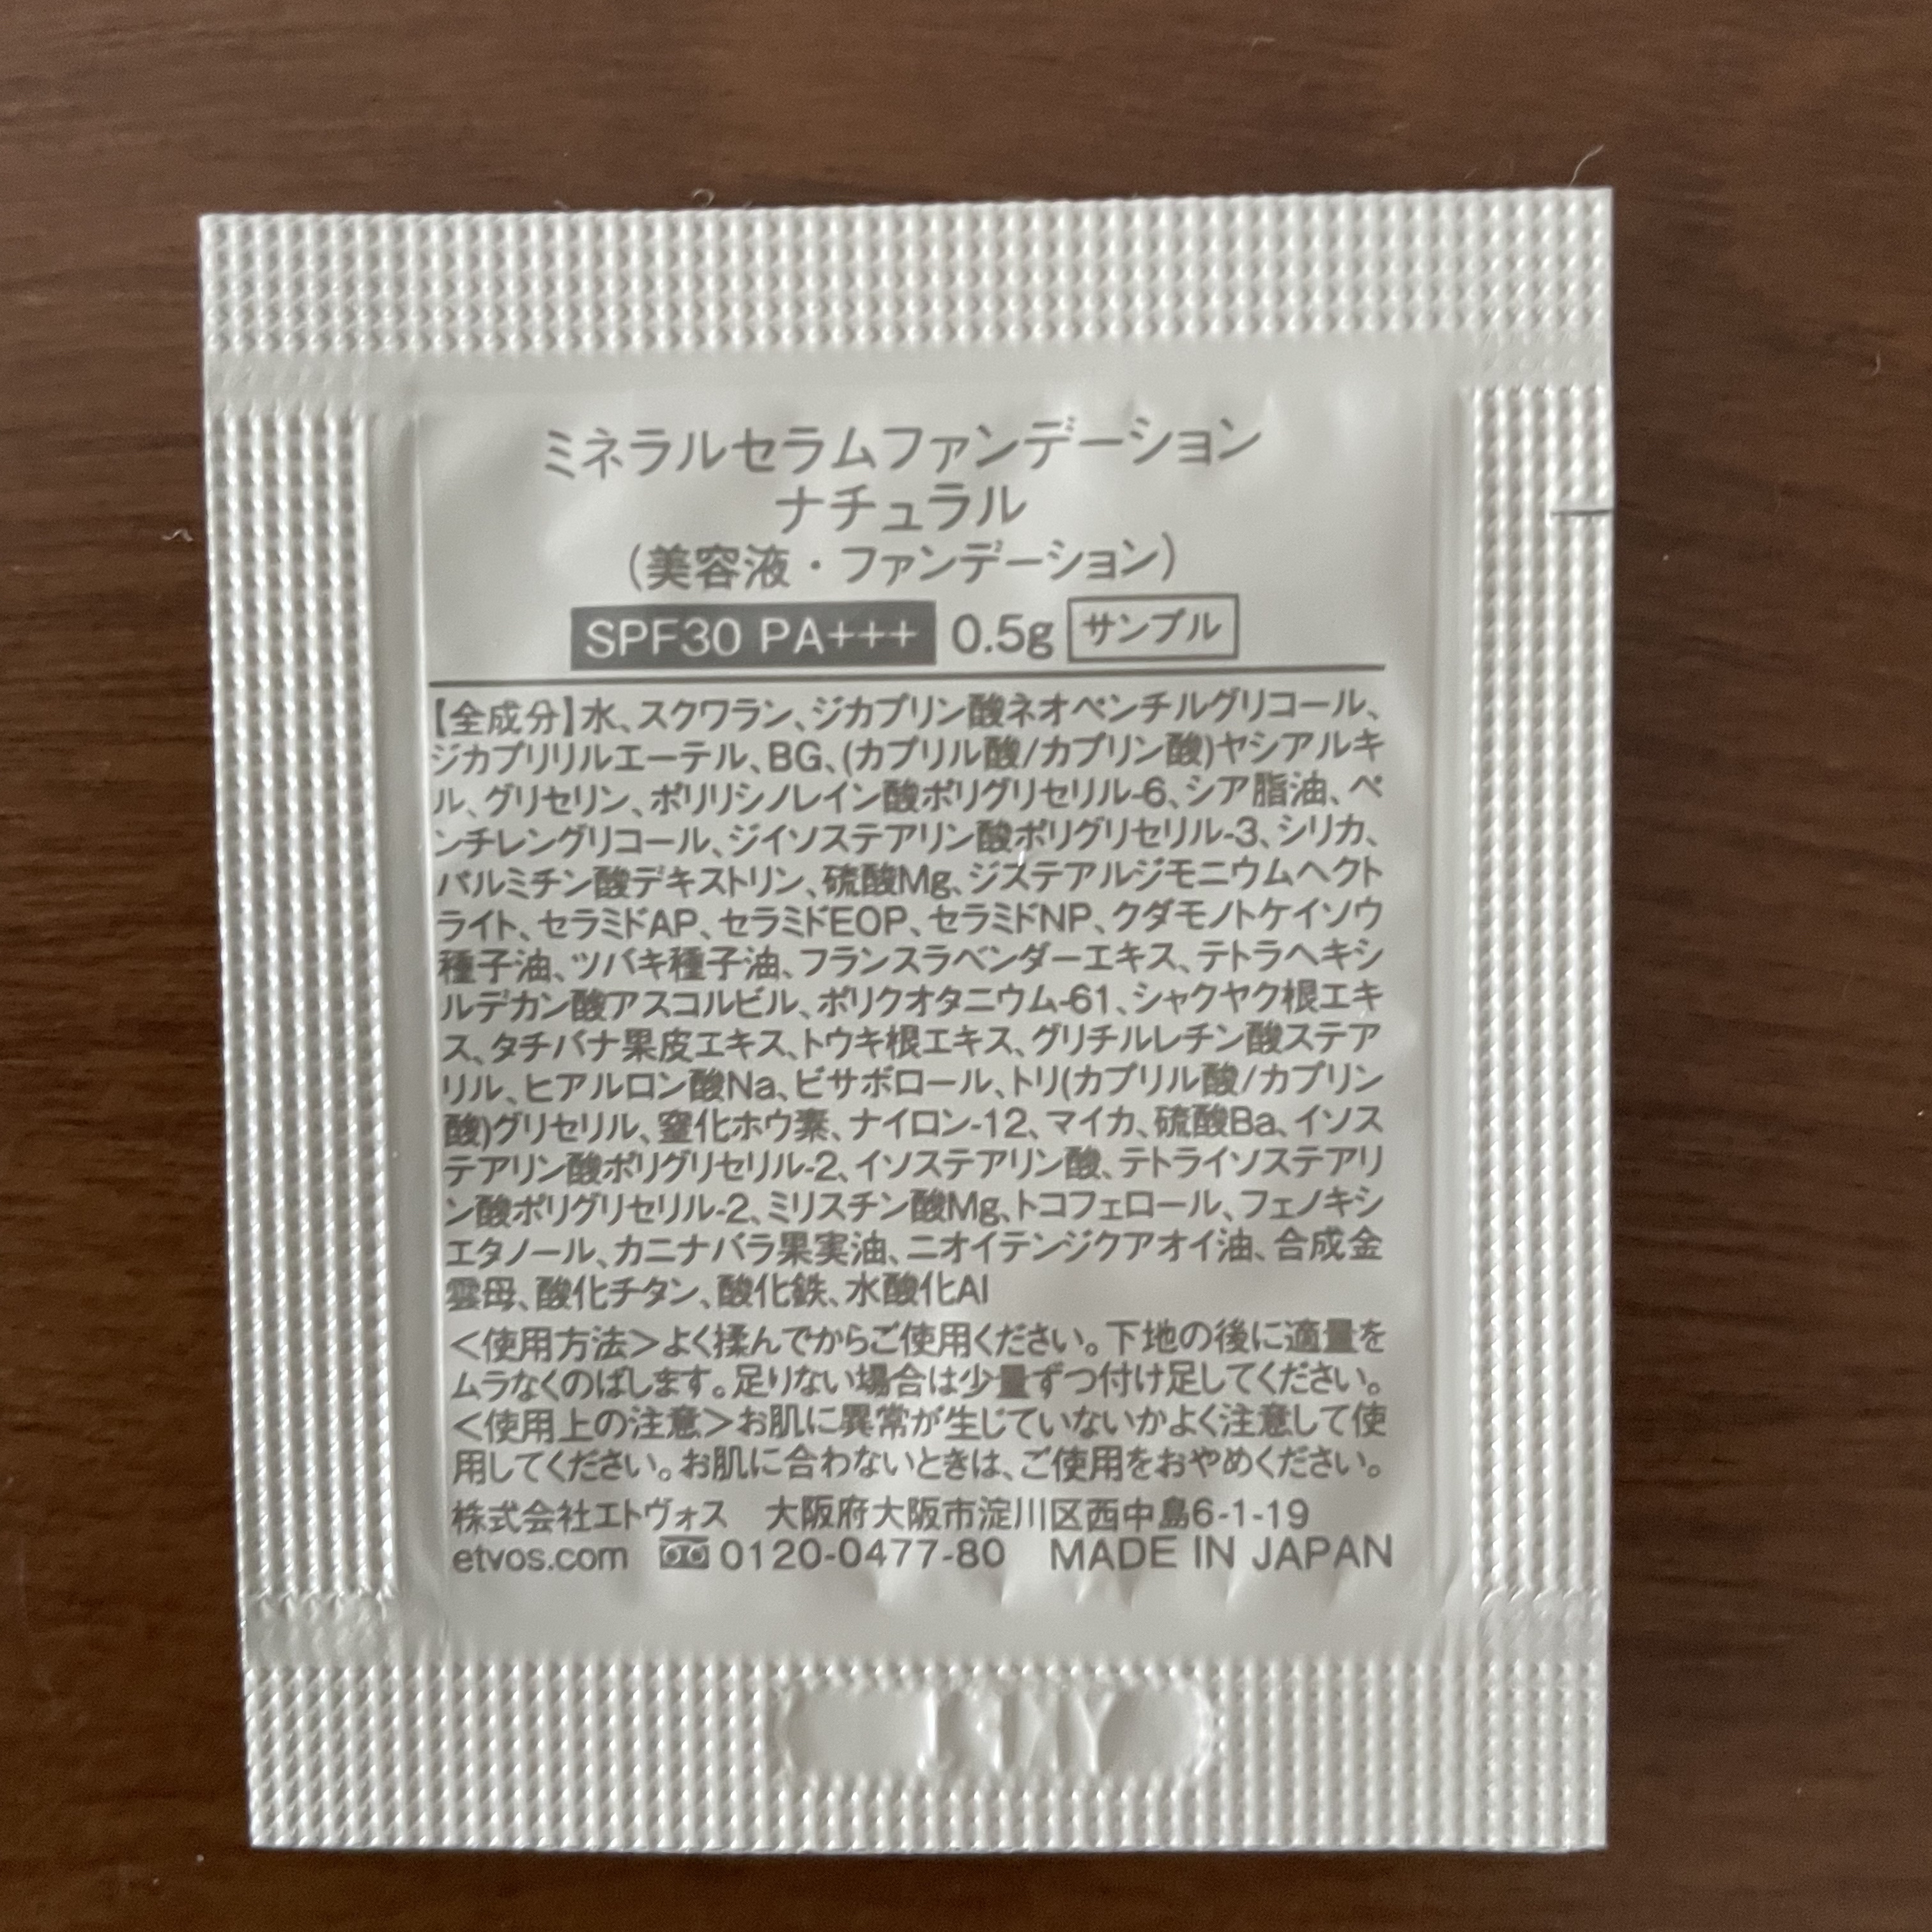 ミネラルセラムファンデーション
ナチュラル
(美容液・ファンデーション)
SPF30 PA+++ 0.5g サンプル
【全成分】水、スクワラン、ジカプリン酸ネオペンチルグリコール、
ジカプリリルエーテル、BG、(カプリル酸/カプリン酸)ヤシアルキ
ル、グリセリン、ポリリシノレイン酸ポリグリセリル-6、シア脂油、ペ
ンチレングリコール、ジイソステアリン酸ポリグリセリル-3、シリカ、
パルミチン酸デキストリン、硫酸Mg、ジステアルジモニウムヘクト
ライト、セラミドAP、セラミドEOP、セラミドNP、クダモノトケイソウ
種子油、ツバキ種子油、フランスラベンダーエキス、テトラヘキシ
ルデカン酸アスコルビル、ポリクオタニウム-61、シャクヤク根エキ
ス、タチバナ果皮エキス、トウキ根エキス、グリチルレチン酸ステア
リル、ヒアルロン酸Na、ビサボロール、トリ(カプリル酸/カプリン
酸)グリセリル、窒化ホウ素、ナイロン-12、マイカ、硫酸Ba、イソス
テアリン酸ポリグリセリル-2、イソステアリン酸、テトライソステアリ
ン酸ポリグリセリル-2、ミリスチン酸Mg、トコフェロール、フェノキシ
エタノール、カニナバラ果実油、ニオイテンジクアオイ油、合成金
雲母、酸化チタン、酸化鉄、水酸化Al
＜使用方法＞よく揉んでからご使用ください。下地の後に適量を
ムラなくのばします。足りない場合は少量ずつ付け足してください。
＜使用上の注意＞お肌に異常が生じていないかよく注意して使
用してください。お肌に合わないときは、ご使用をおやめください。
株式会社エトヴォス　大阪府大阪市淀川区西中島6-1-19
etvos.com 0120-0477-80 MADE IN JAPAN